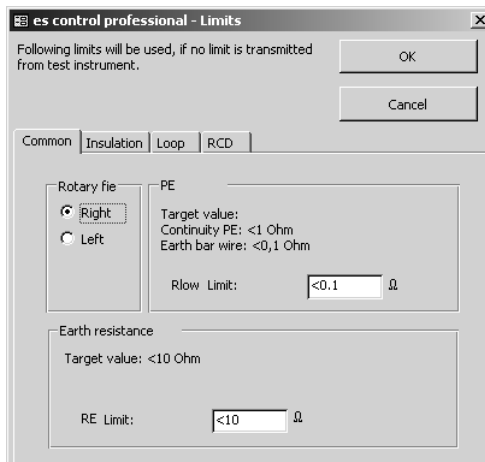 es control professional - Limits
Following limits will be used, if no limit is transmitted
from test instrument.
OK
Cancel
Common
Insulation
Loop
RCD
Rotary fie
Right
Left
PE
Target value:
Continuity PE: <1 Ohm
Earth bar wire: <0,1 Ohm
Rlow Limit:
<0.1
Ω
Earth resistance
Target value: <10 Ohm
RE Limit:
<10
Ω